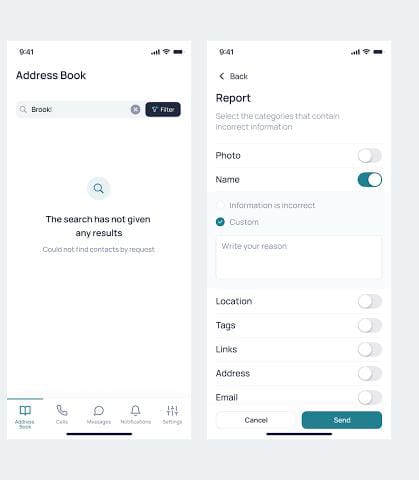 9:41
Address Book
Brook
Filter
The search has not given
any results
Could not find contacts by request
Address
Book
Calls
Messages
Notifications
Settings
9:41
Back
Report
Select the categories that contain
incorrect information
Photo
Name
Information is incorrect
Custom
Write your reason
Location
Tags
Links
Address
Email
Cancel
Send